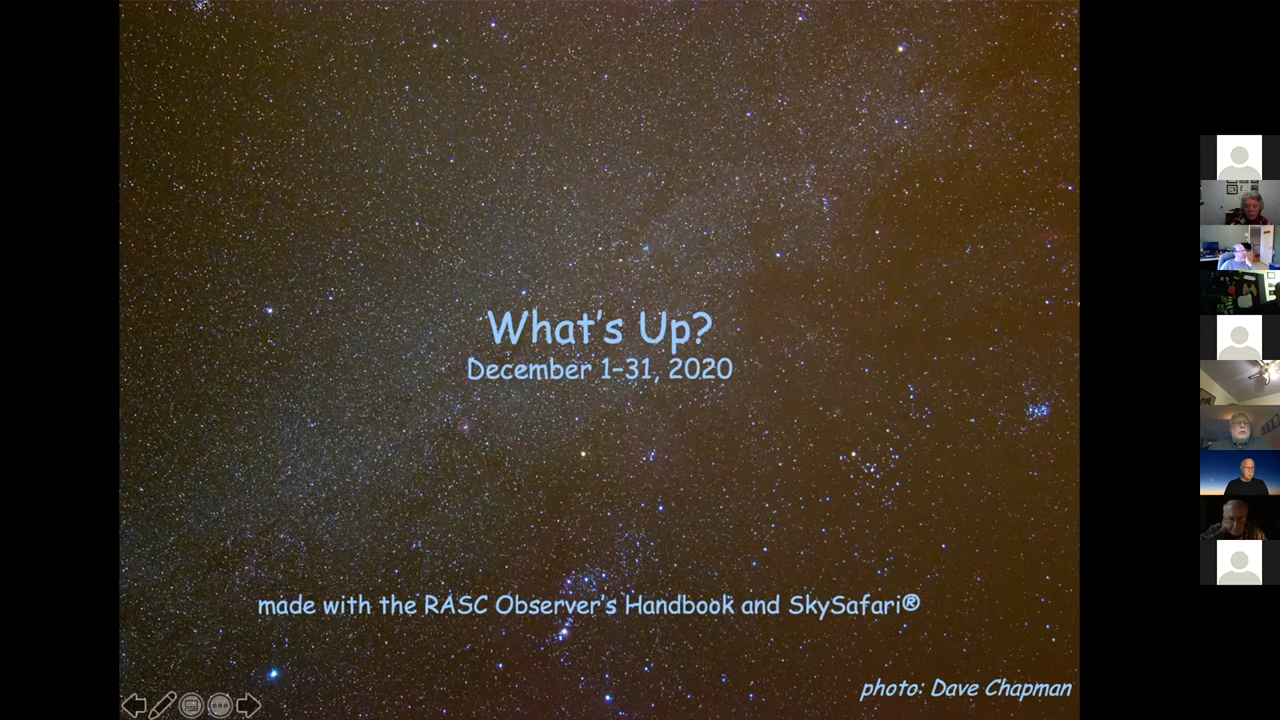 What's Up?
December 1-31, 2020
made with the RASC Observer's Handbook and SkySafari®
photo: Dave Chapman